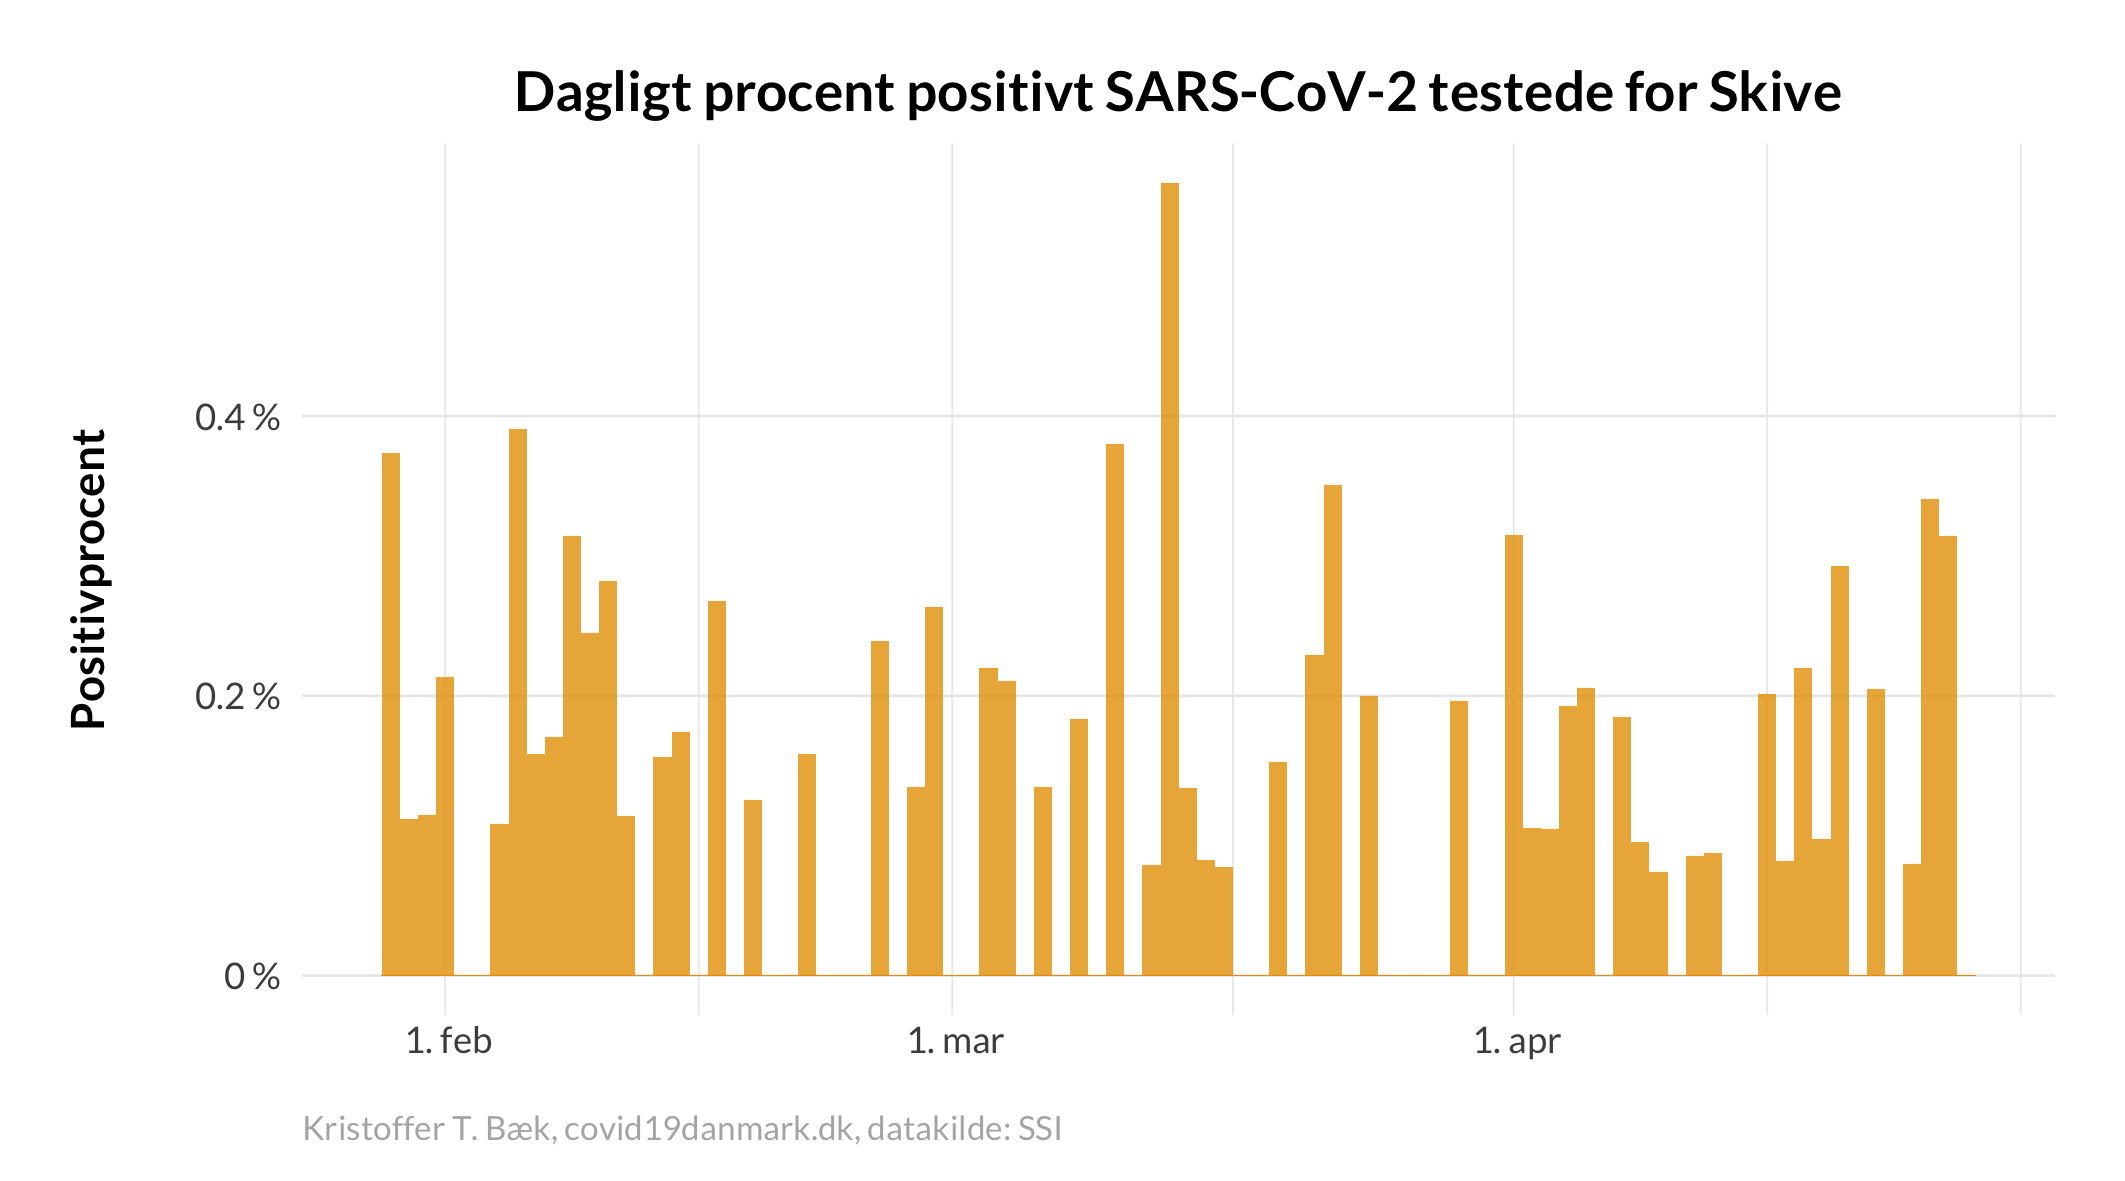 Dagligt procent positivt SARS-CoV-2 testede for Skive
Positivprocent
0.4 %
0.2 %
0 %
1. feb
1. mar
1. apr
Kristoffer T. Bæk, covid19danmark.dk, datakilde: SSI